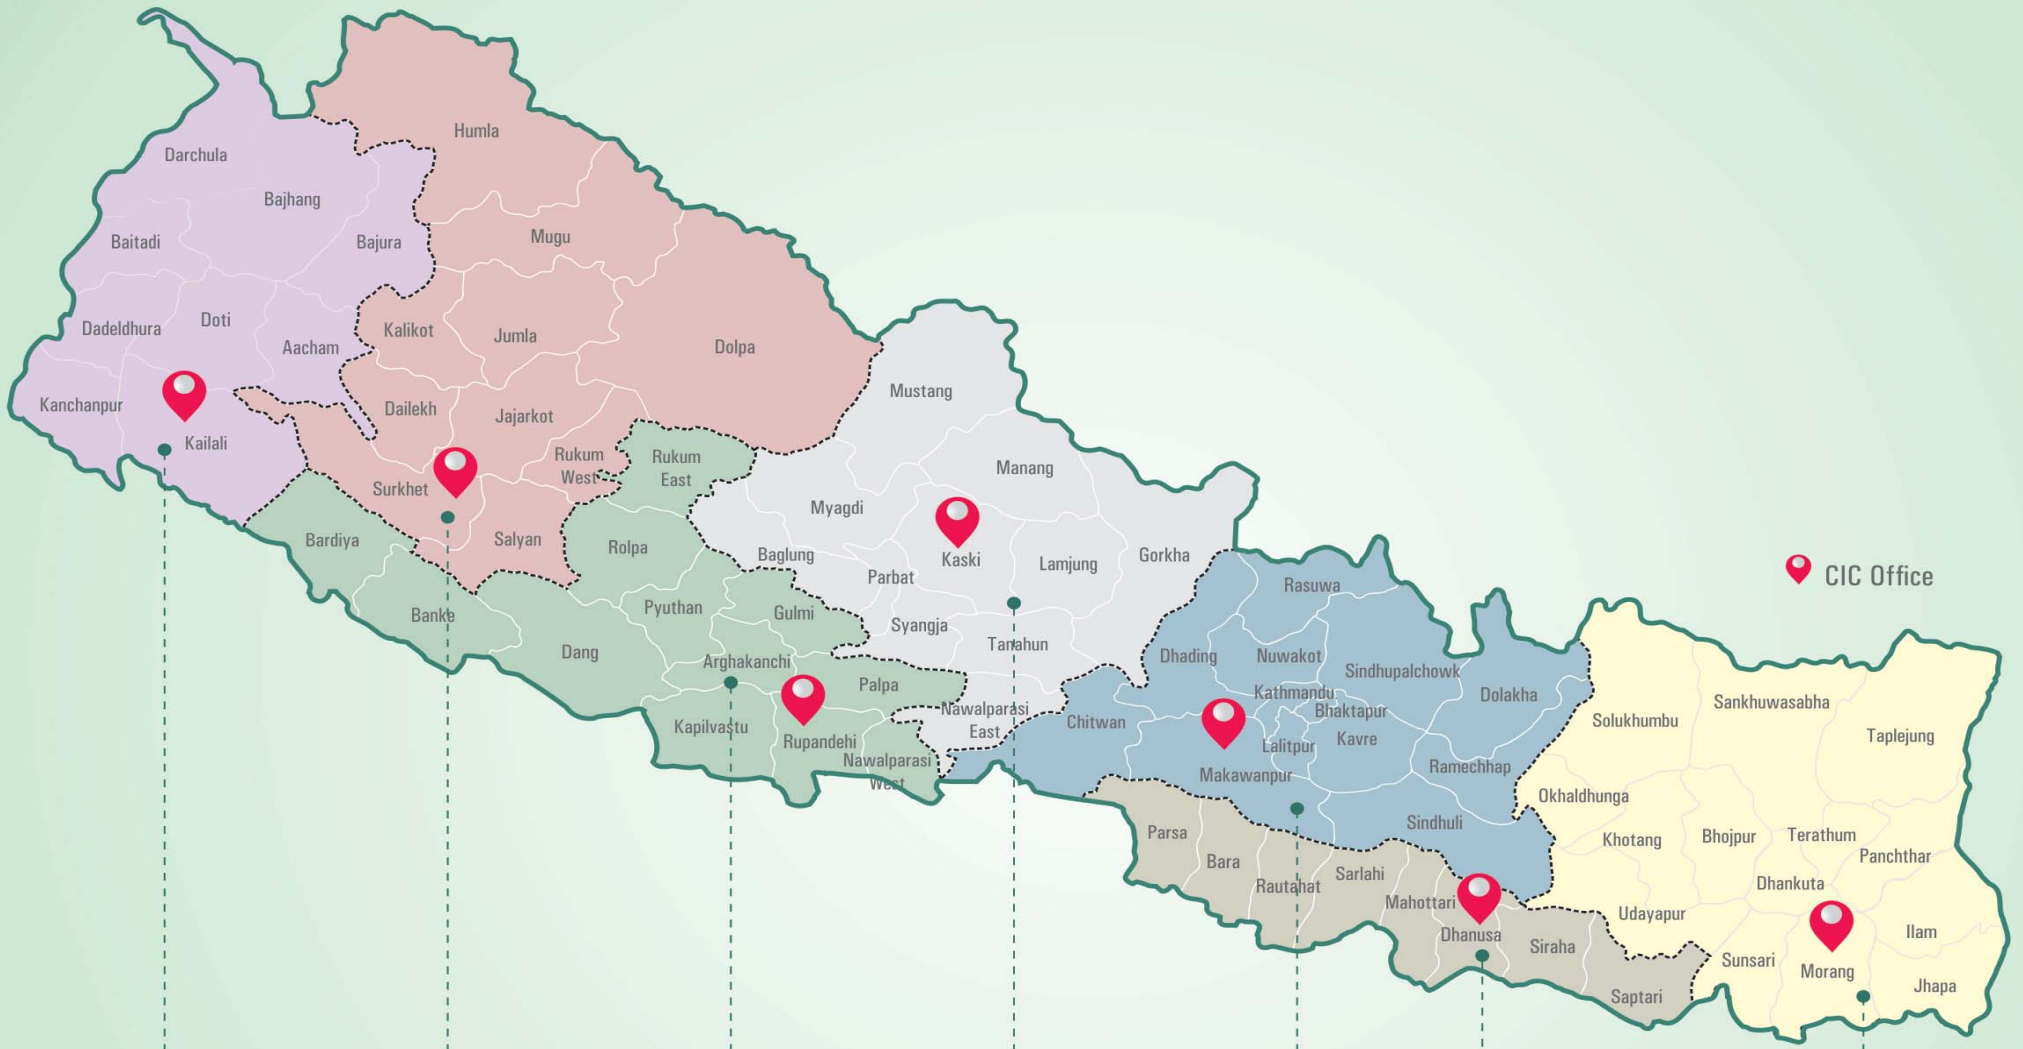 Humla
Darchula
Bajhang
Baitadi
Bajura
Mugu
Dadeldhura
Doti
Aacham
Kalikot
Jumla
Dolpa
Kanchanpur
Kailali
Dailekh
Jajarkot
Rukum
West
Surkhet
Salyan
Rukum
East
Bardiya
Banke
Rolpa
Dang
Pyuthan
Gulmi
Arghakanchi
Palpa
Kapilvastu
Rupandehi
Nawalparasi
West
Mustang
Manang
Myagdi
Baglung
Parbat
Kaski
Lamjung
Gorkha
Syangja
Tanahun
Nawalparasi
East
Rasuwa
Dhading
Nuwakot
Sindhupalchowk
Dolakha
Kathmandu
Bhaktapur
Chitwan
Lalitpur
Kavre
Makawanpur
Ramechhap
Sindhuli
Parsa
Bara
Rautahat
Sarlahi
Mahottari
Dhanusa
Siraha
Saptari
CIC Office
Solukhumbu
Sankhuwasabha
Taplejung
Okhaldhunga
Khotang
Bhojpur
Terathum
Panchthar
Dhankuta
Udayapur
Sunsari
Morang
Ilam
Jhapa